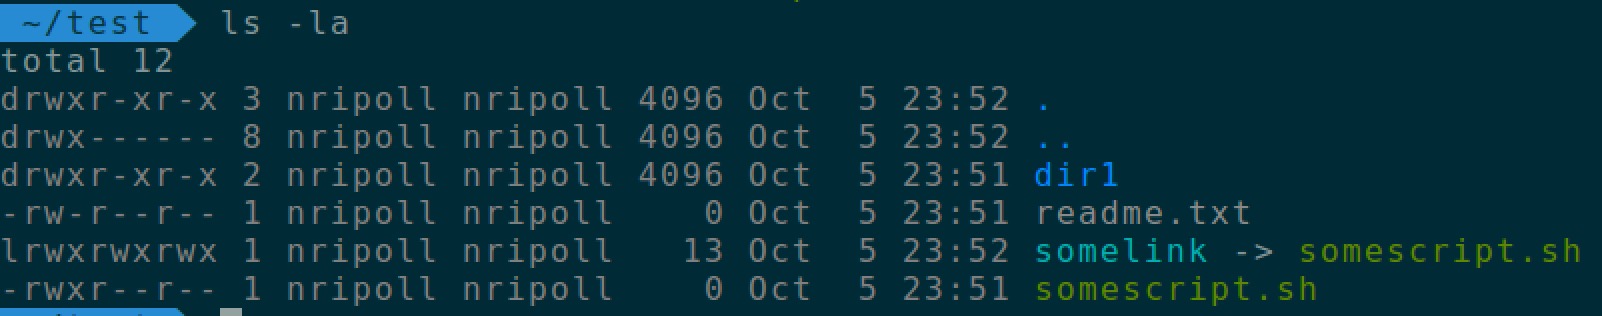 ~/test ls -la
total 12
drwxr-xr-x 3 nripoll nripoll 4096 Oct  5 23:52 .
drwx------ 8 nripoll nripoll 4096 Oct  5 23:52 ..
drwxr-xr-x 2 nripoll nripoll 4096 Oct  5 23:51 dir1
-rw-r--r-- 1 nripoll nripoll    0 Oct  5 23:51 readme.txt
lrwxrwxrwx 1 nripoll nripoll   13 Oct  5 23:52 somelink -> somescript.sh
-rwxr--r-- 1 nripoll nripoll    0 Oct  5 23:51 somescript.sh